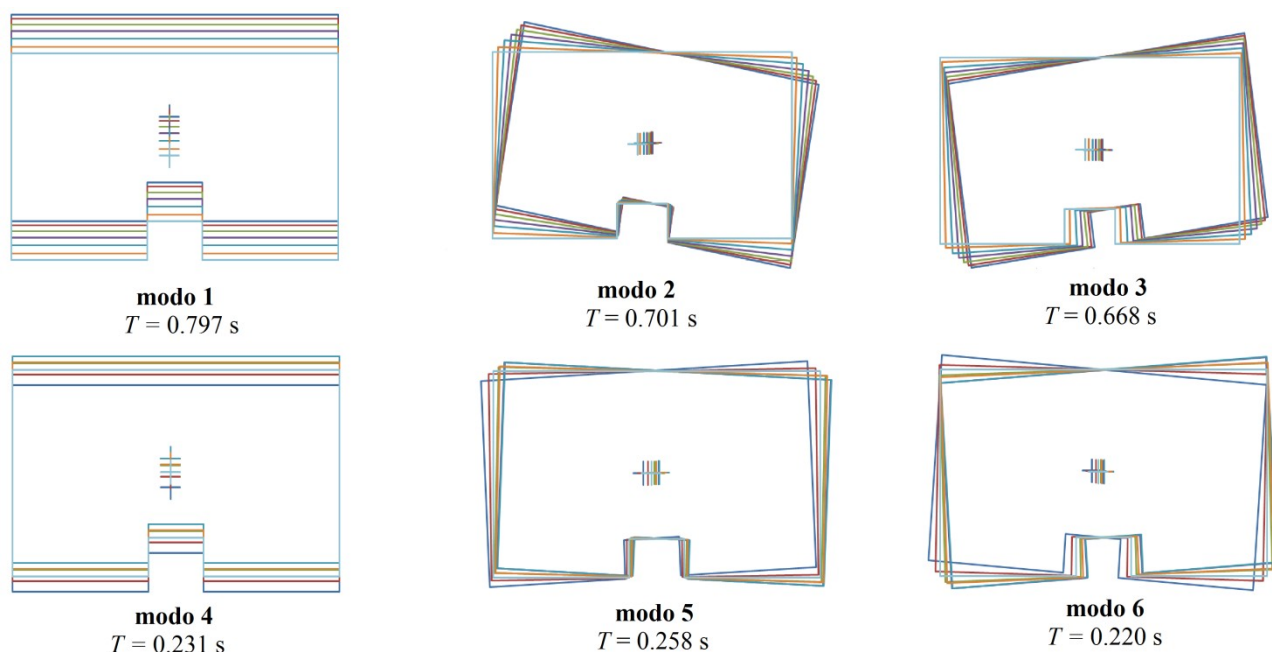 modo 1
T = 0.797 s
modo 2
T = 0.701 s
modo 3
T = 0.668 s
modo 4
T = 0.231 s
modo 5
T = 0.258 s
modo 6
T = 0.220 s